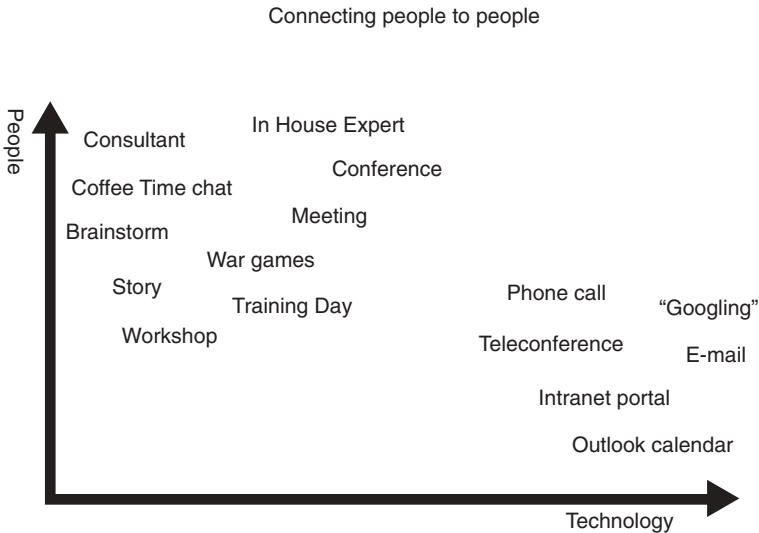 Connecting people to people
People
In House Expert
Consultant
Conference
Coffee Time chat
Meeting
Brainstorm
War games
Story
Phone call
Training Day
“Googling”
Workshop
Teleconference
E-mail
Intranet portal
Outlook calendar
Technology